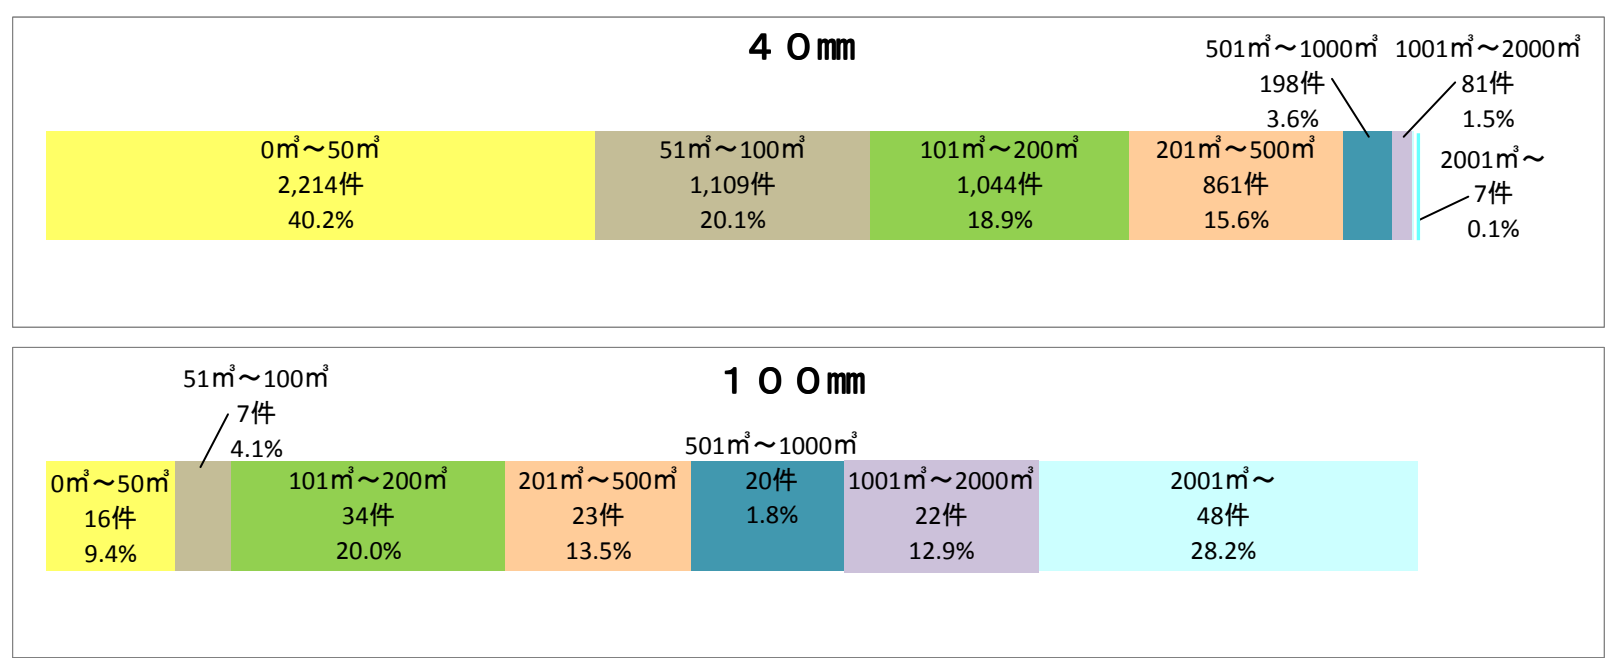 ４０㎜
501㎥～1000㎥
198件
3.6%
1001㎥～2000㎥
81件
1.5%
0㎥～50㎥
2,214件
40.2%
51㎥～100㎥
1,109件
20.1%
101㎥～200㎥
1,044件
18.9%
201㎥～500㎥
861件
15.6%
2001㎥～
7件
0.1%
１００㎜
51㎥～100㎥
7件
4.1%
0㎥～50㎥
16件
9.4%
101㎥～200㎥
34件
20.0%
201㎥～500㎥
23件
13.5%
501㎥～1000㎥
20件
1.8%
1001㎥～2000㎥
22件
12.9%
2001㎥～
48件
28.2%